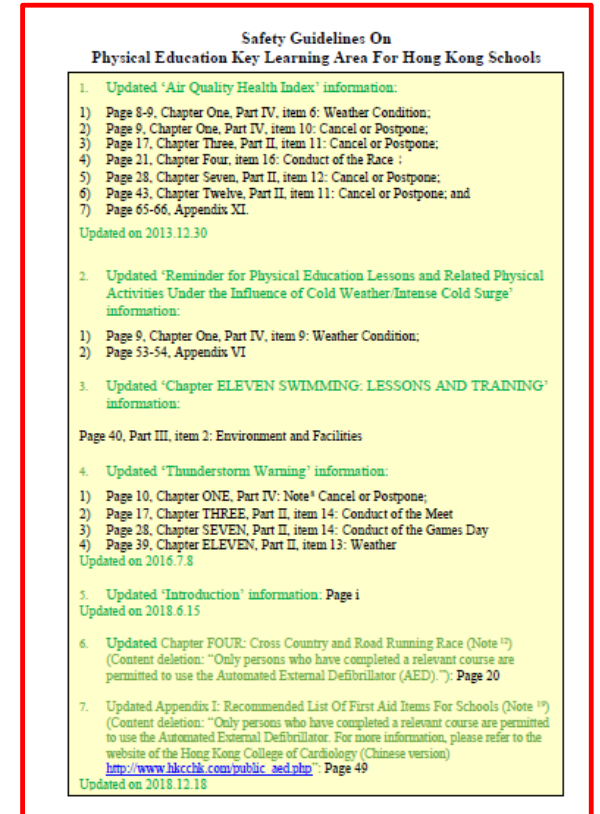 Safety Guidelines On
Physical Education Key Learning Area For Hong Kong Schools
1. Updated ‘Air Quality Health Index’ information:
1) Page 8-9, Chapter One, Part IV, item 6: Weather Condition;
2) Page 9, Chapter One, Part IV, item 10: Cancel or Postpone;
3) Page 17, Chapter Three, Part II, item 11: Cancel or Postpone;
4) Page 21, Chapter Four, item 16: Conduct of the Race；
5) Page 28, Chapter Seven, Part II, item 12: Cancel or Postpone;
6) Page 43, Chapter Twelve, Part II, item 11: Cancel or Postpone; and
7) Page 65-66, Appendix XI.
Updated on 2013.12.30
2. Updated ‘Reminder for Physical Education Lessons and Related Physical
Activities Under the Influence of Cold Weather/Intense Cold Surge’
information:
1) Page 9, Chapter One, Part IV, item 9: Weather Condition;
2) Page 53-54, Appendix VI
3. Updated ‘Chapter ELEVEN SWIMMING: LESSONS AND TRAINING’
information:
Page 40, Part III, item 2: Environment and Facilities
4. Updated ‘Thunderstorm Warning’ information:
1) Page 10, Chapter ONE, Part IV: Note⁸ Cancel or Postpone;
2) Page 17, Chapter THREE, Part II, item 14: Conduct of the Meet
3) Page 28, Chapter SEVEN, Part II, item 14: Conduct of the Games Day
4) Page 39, Chapter ELEVEN, Part II, item 13: Weather
Updated on 2016.7.8
5. Updated ‘Introduction’ information: Page i
Updated on 2018.6.15
6. Updated Chapter FOUR: Cross Country and Road Running Race (Note ¹²)
(Content deletion: “Only persons who have completed a relevant course are
permitted to use the Automated External Defibrillator (AED).”): Page 20
7. Updated Appendix I: Recommended List Of First Aid Items For Schools (Note ¹⁹)
(Content deletion: “Only persons who have completed a relevant course are permitted
to use the Automated External Defibrillator. For more information, please refer to the
website of the Hong Kong College of Cardiology (Chinese version)
http://www.hkcchk.com/public_aed.php”: Page 49
Updated on 2018.12.18